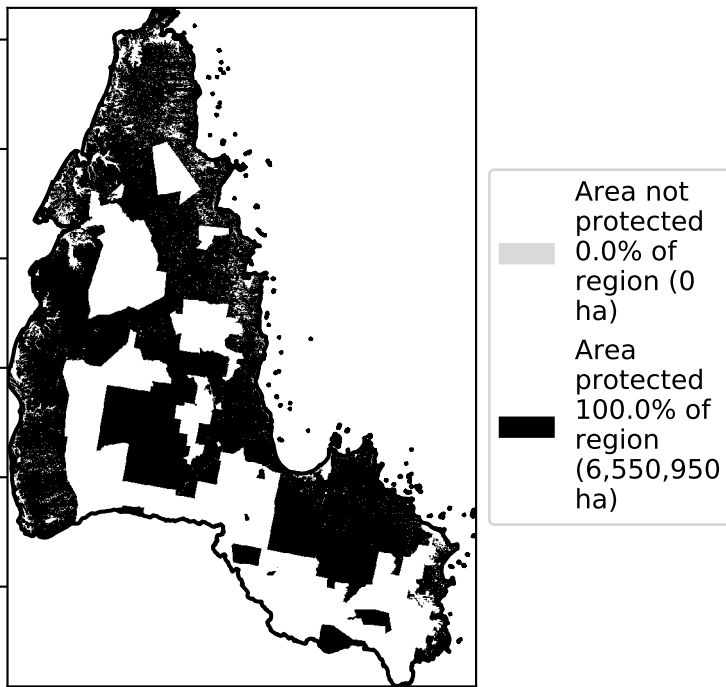 Area not
protected
0.0% of
region (0
ha)
Area
protected
100.0% of
region
(6,550,950
ha)